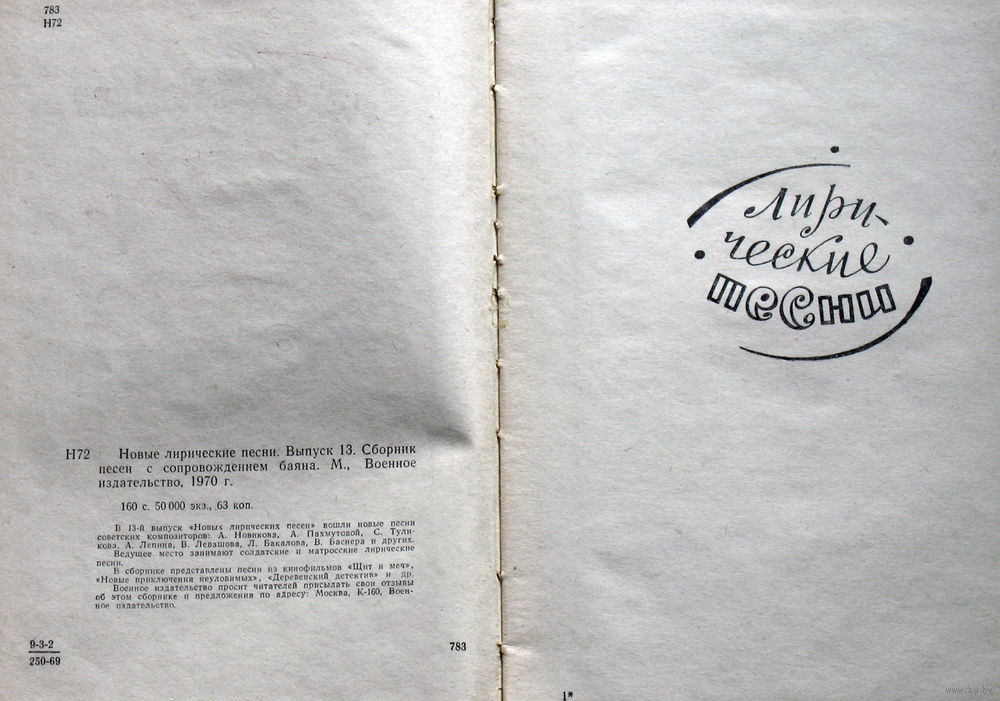 783
Н72
Н72 Новые лирические песни. Выпуск 13. Сборник
песен с сопровождением баяна. М., Военное
издательство, 1970 г.
160 с. 50 000 экз., 63 коп.
В 13-й выпуск «Новых лирических песен» вошли новые песни
советских композиторов: А. Новикова, А. Пахмутовой, С. Тули-
кова, А. Лепина, В. Левашова, Л. Бакалова, В. Баснера и других.
Ведущее место занимают солдатские и матросские лирические
песни.
В сборнике представлены песни из кинофильмов «Щит и меч»,
«Новые приключения неуловимых», «Деревенский детектив» и др.
Военное издательство просит читателей присылать свои отзывы
об этом сборнике и предложения по адресу: Москва, К-160, Воен-
ное издательство.
9-3-2
250-69
783
Лири-
ческие
песни
1*
www.ay.by